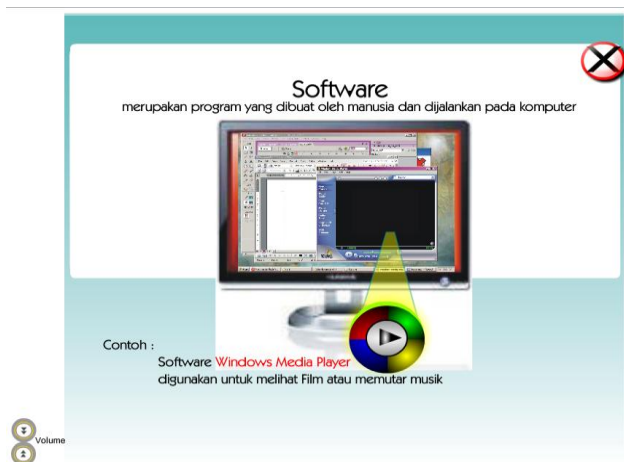 Software
merupakan program yang dibuat oleh manusia dan dijalankan pada komputer
Contoh :
Software Windows Media Player
digunakan untuk melihat Film atau memutar musik
Volume